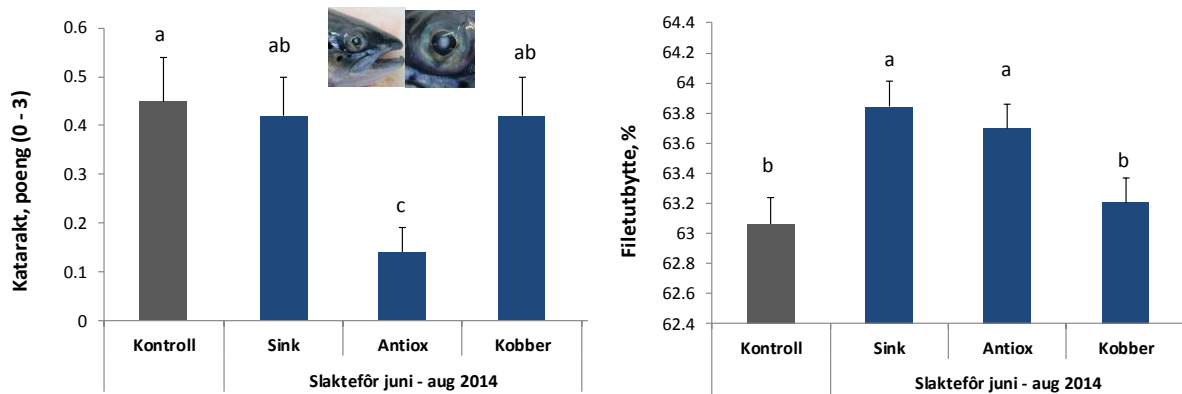 Katarakt, poeng (0 - 3)
0.6
0.5
0.4
0.3
0.2
0.1
0
a
ab
c
ab
Kontroll
Sink
Antiox
Kobber
Slaktefôr juni - aug 2014
Filetutbytte, %
64.4
64.2
64
63.8
63.6
63.4
63.2
63
62.8
62.6
62.4
b
a
a
b
Kontroll
Sink
Antiox
Kobber
Slaktefôr juni - aug 2014